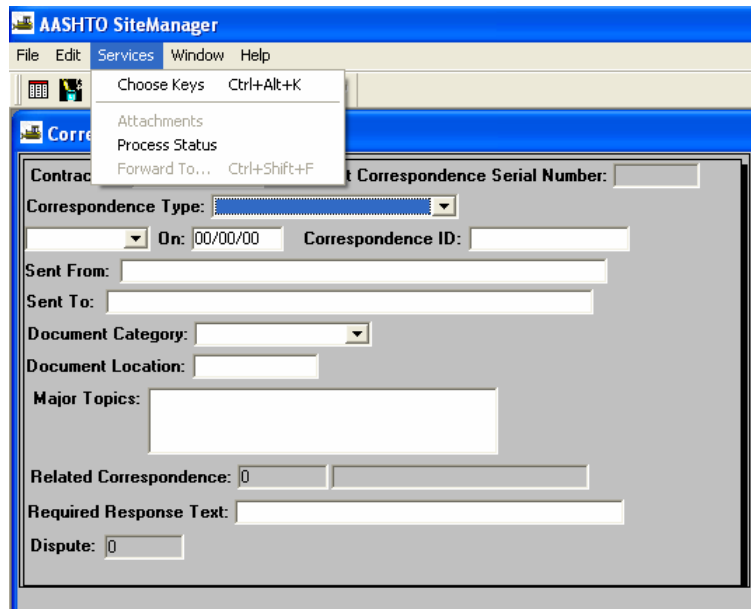 AASHTO SiteManager
File Edit Services Window Help
Choose Keys Ctrl+Alt+K
Attachments
Process Status
Forward To... Ctrl+Shift+F
Corre
Contrac t Correspondence Serial Number:
Correspondence Type:
On: 00/00/00 Correspondence ID:
Sent From:
Sent To:
Document Category:
Document Location:
Major Topics:
Related Correspondence: 0
Required Response Text:
Dispute: 0